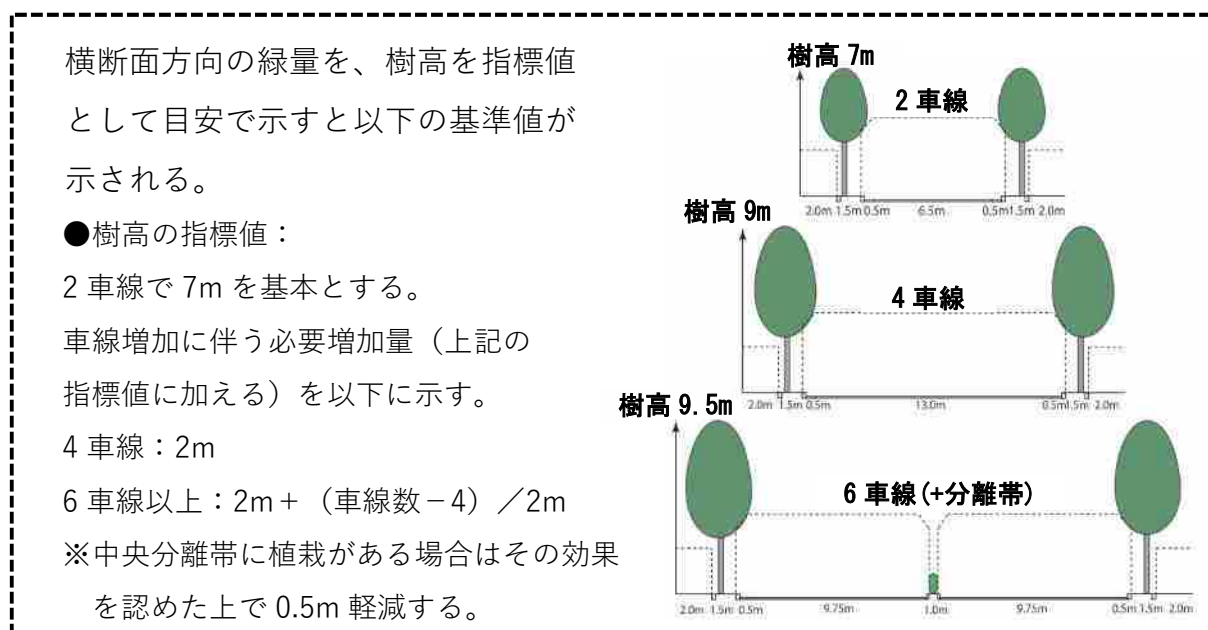 横断面方向の緑量を、樹高を指標値
として目安で示すと以下の基準値が
示される。
●樹高の指標値：
2 車線で 7m を基本とする。
車線増加に伴う必要増加量（上記の
指標値に加える）を以下に示す。
4 車線：2m
6 車線以上：2m＋（車線数－4）／2m
※中央分離帯に植栽がある場合はその効果
を認めた上で 0.5m 軽減する。
樹高 7m
2 車線
2.0m 1.5m 0.5m 6.5m 0.5m 1.5m 2.0m
樹高 9m
4 車線
2.0m 1.5m 0.5m 13.0m 0.5m 1.5m 2.0m
樹高 9.5m
6 車線(+分離帯)
2.0m 1.5m 0.5m 9.75m 1.0m 9.75m 0.5m 1.5m 2.0m